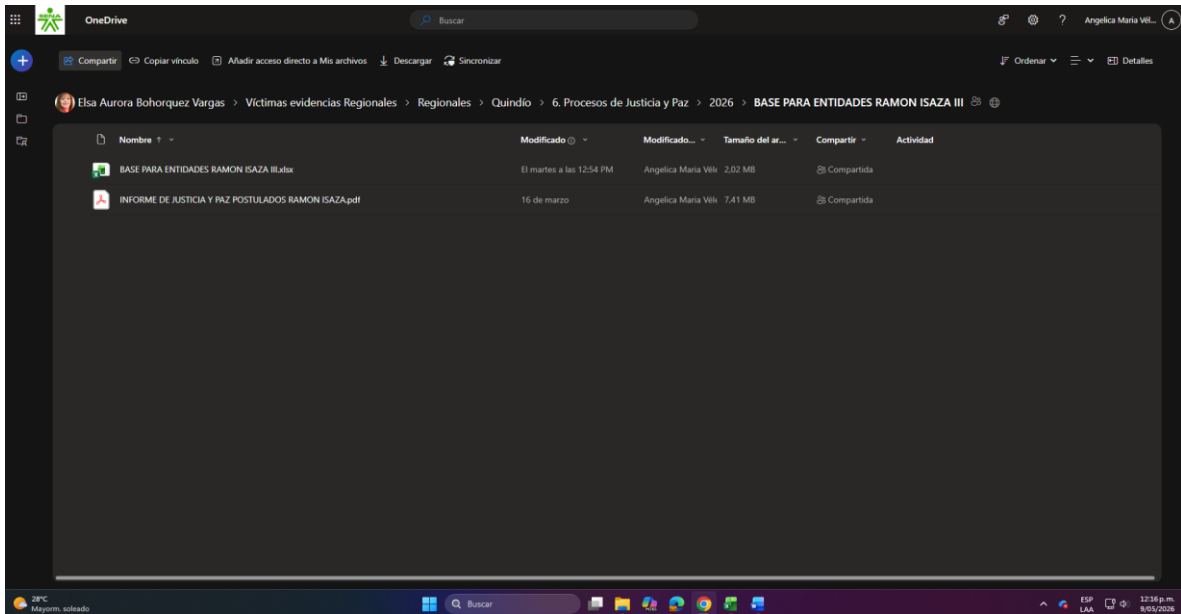 SENA
OneDrive
Buscar
?
Angelica Maria Vél...
A
Compartir
Copiar vínculo
Añadir acceso directo a Mis archivos
Descargar
Sincronizar
Ordenar
Detalles
Elsa Aurora Bohorquez Vargas > Víctimas evidencias Regionales > Regionales > Quindío > 6. Procesos de Justicia y Paz > 2026 > BASE PARA ENTIDADES RAMON ISAZA III
Nombre ↑ Modificado Modificado... Tamaño del ar... Compartir Actividad
BASE PARA ENTIDADES RAMON ISAZA III.xlsx El martes a las 12:54 PM Angelica Maria Véle 2,02 MB Compartida
INFORME DE JUSTICIA Y PAZ POSTULADOS RAMON ISAZA.pdf 16 de marzo Angelica Maria Véle 7,41 MB Compartida
28°C
Mayorm. soleado
Buscar
ESP
LAA
12:16 p.m.
9/05/2026